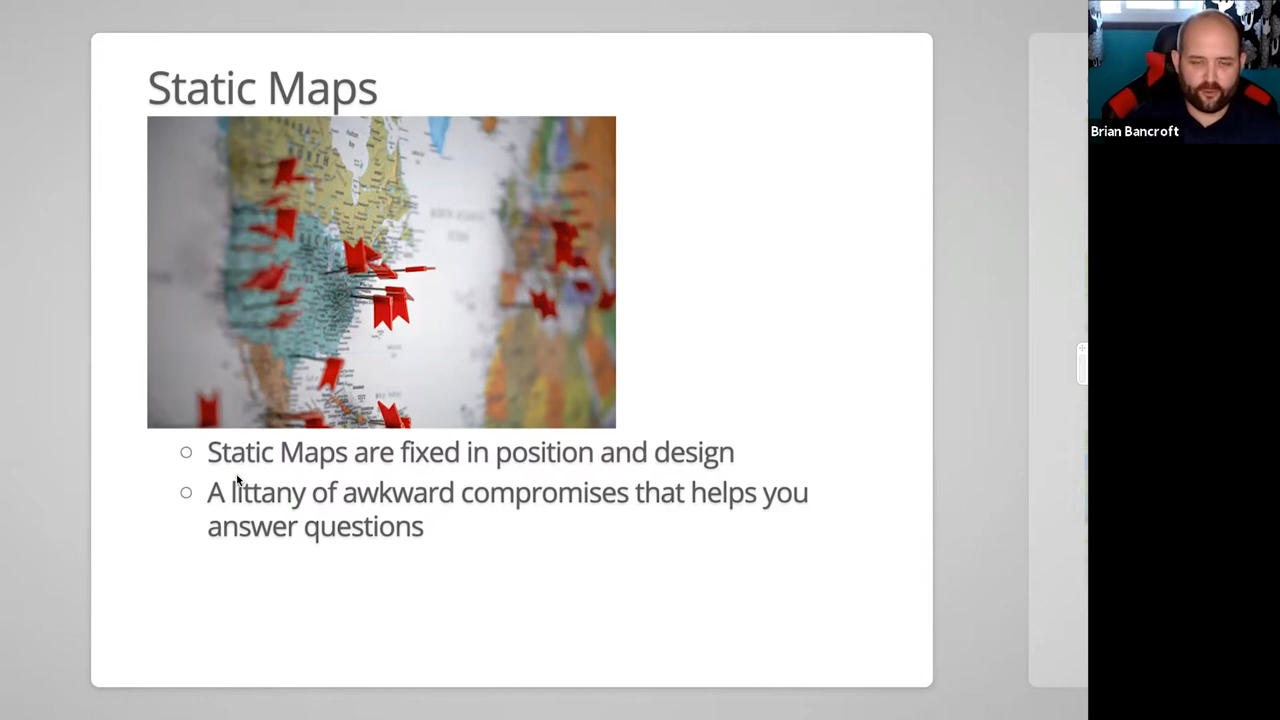 Static Maps
Brian Bancroft
Static Maps are fixed in position and design
A littany of awkward compromises that helps you
answer questions